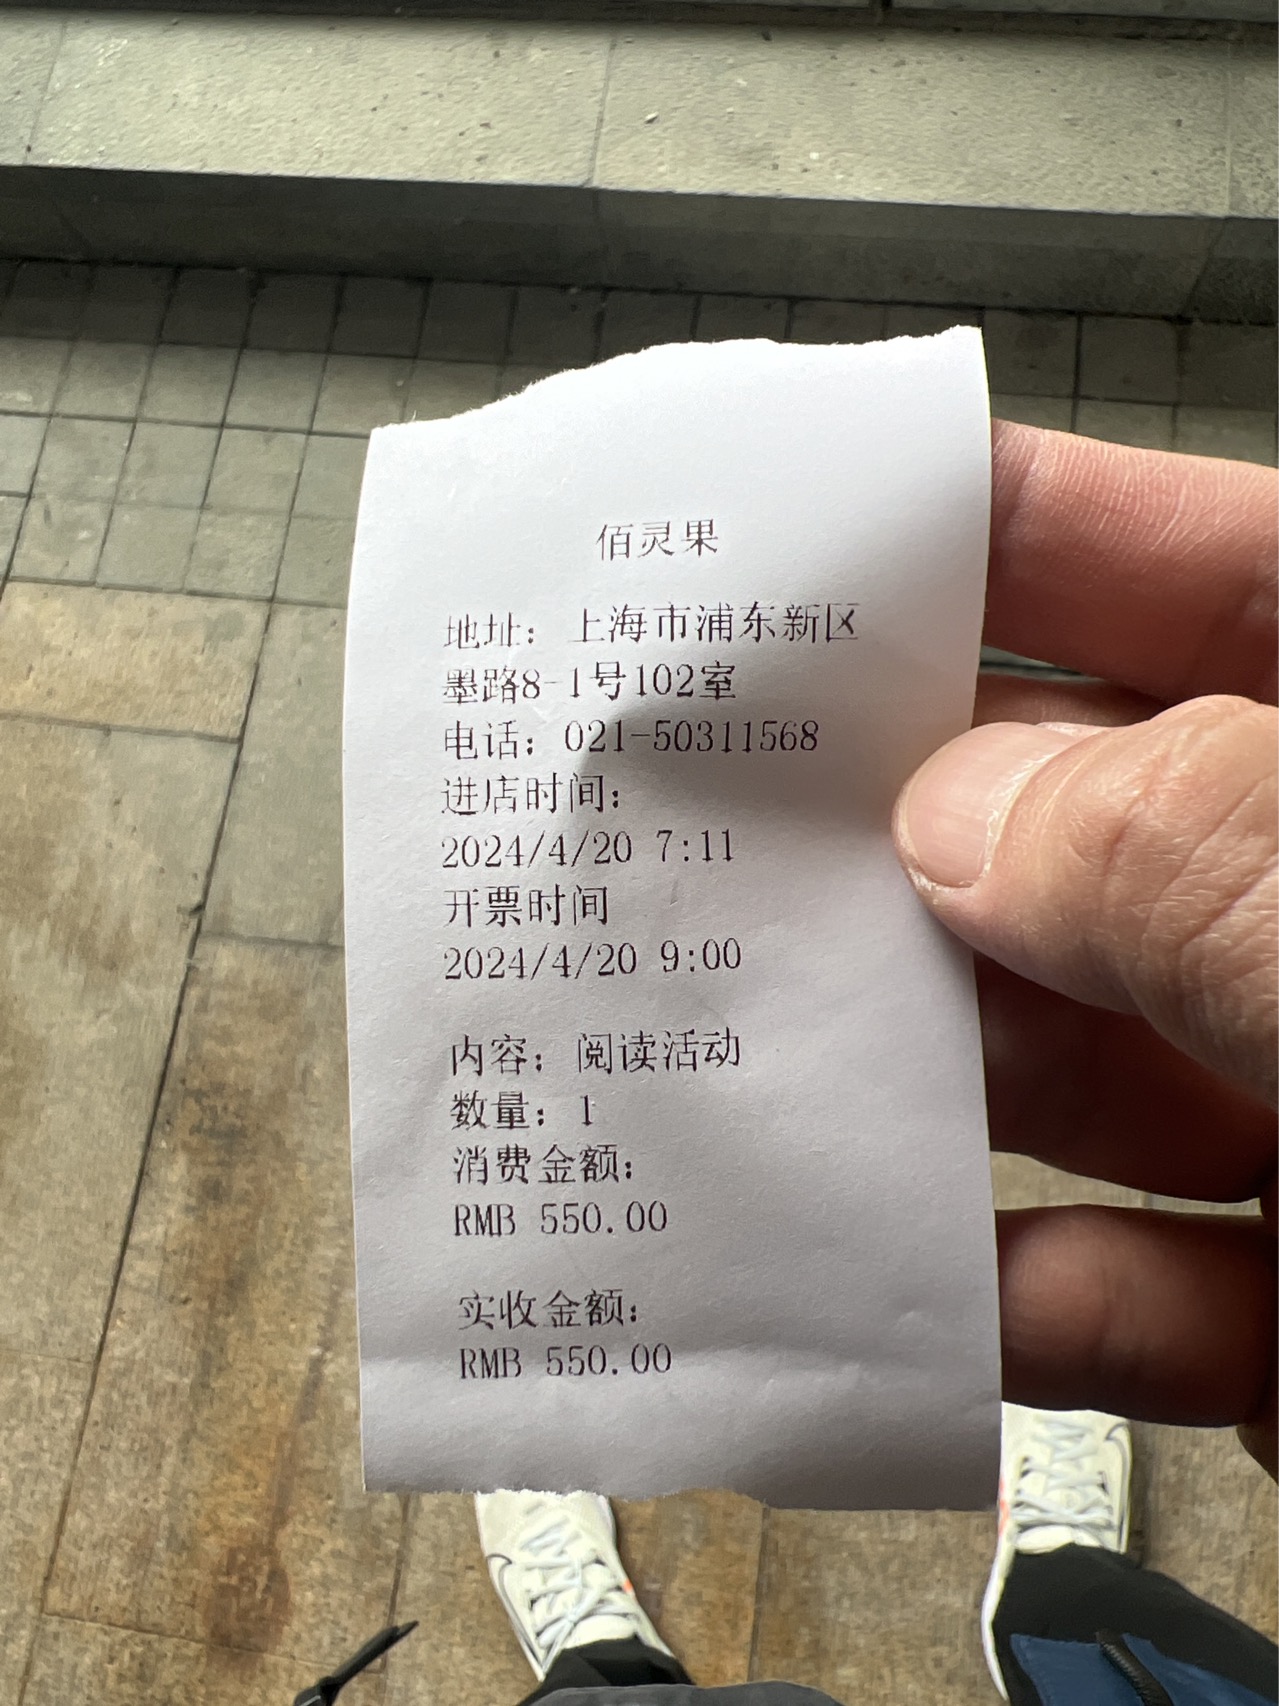 佰灵果
地址：上海市浦东新区
墨路8-1号102室
电话：021-50311568
进店时间：
2024/4/20 7:11
开票时间
2024/4/20 9:00
内容：阅读活动
数量：1
消费金额：
RMB 550.00
实收金额：
RMB 550.00